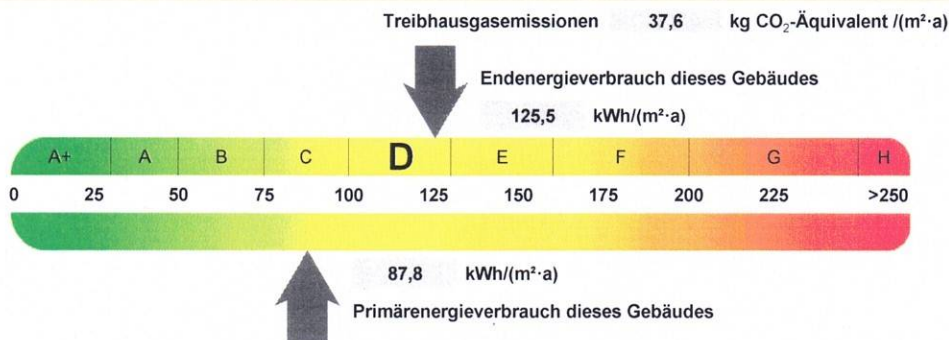 Treibhausgasemissionen 37,6 kg CO₂-Äquivalent /(m²·a)
Endenergieverbrauch dieses Gebäudes
125,5 kWh/(m²·a)
A+ A B C D E F G H
0 25 50 75 100 125 150 175 200 225 >250
87,8 kWh/(m²·a)
Primärenergieverbrauch dieses Gebäudes